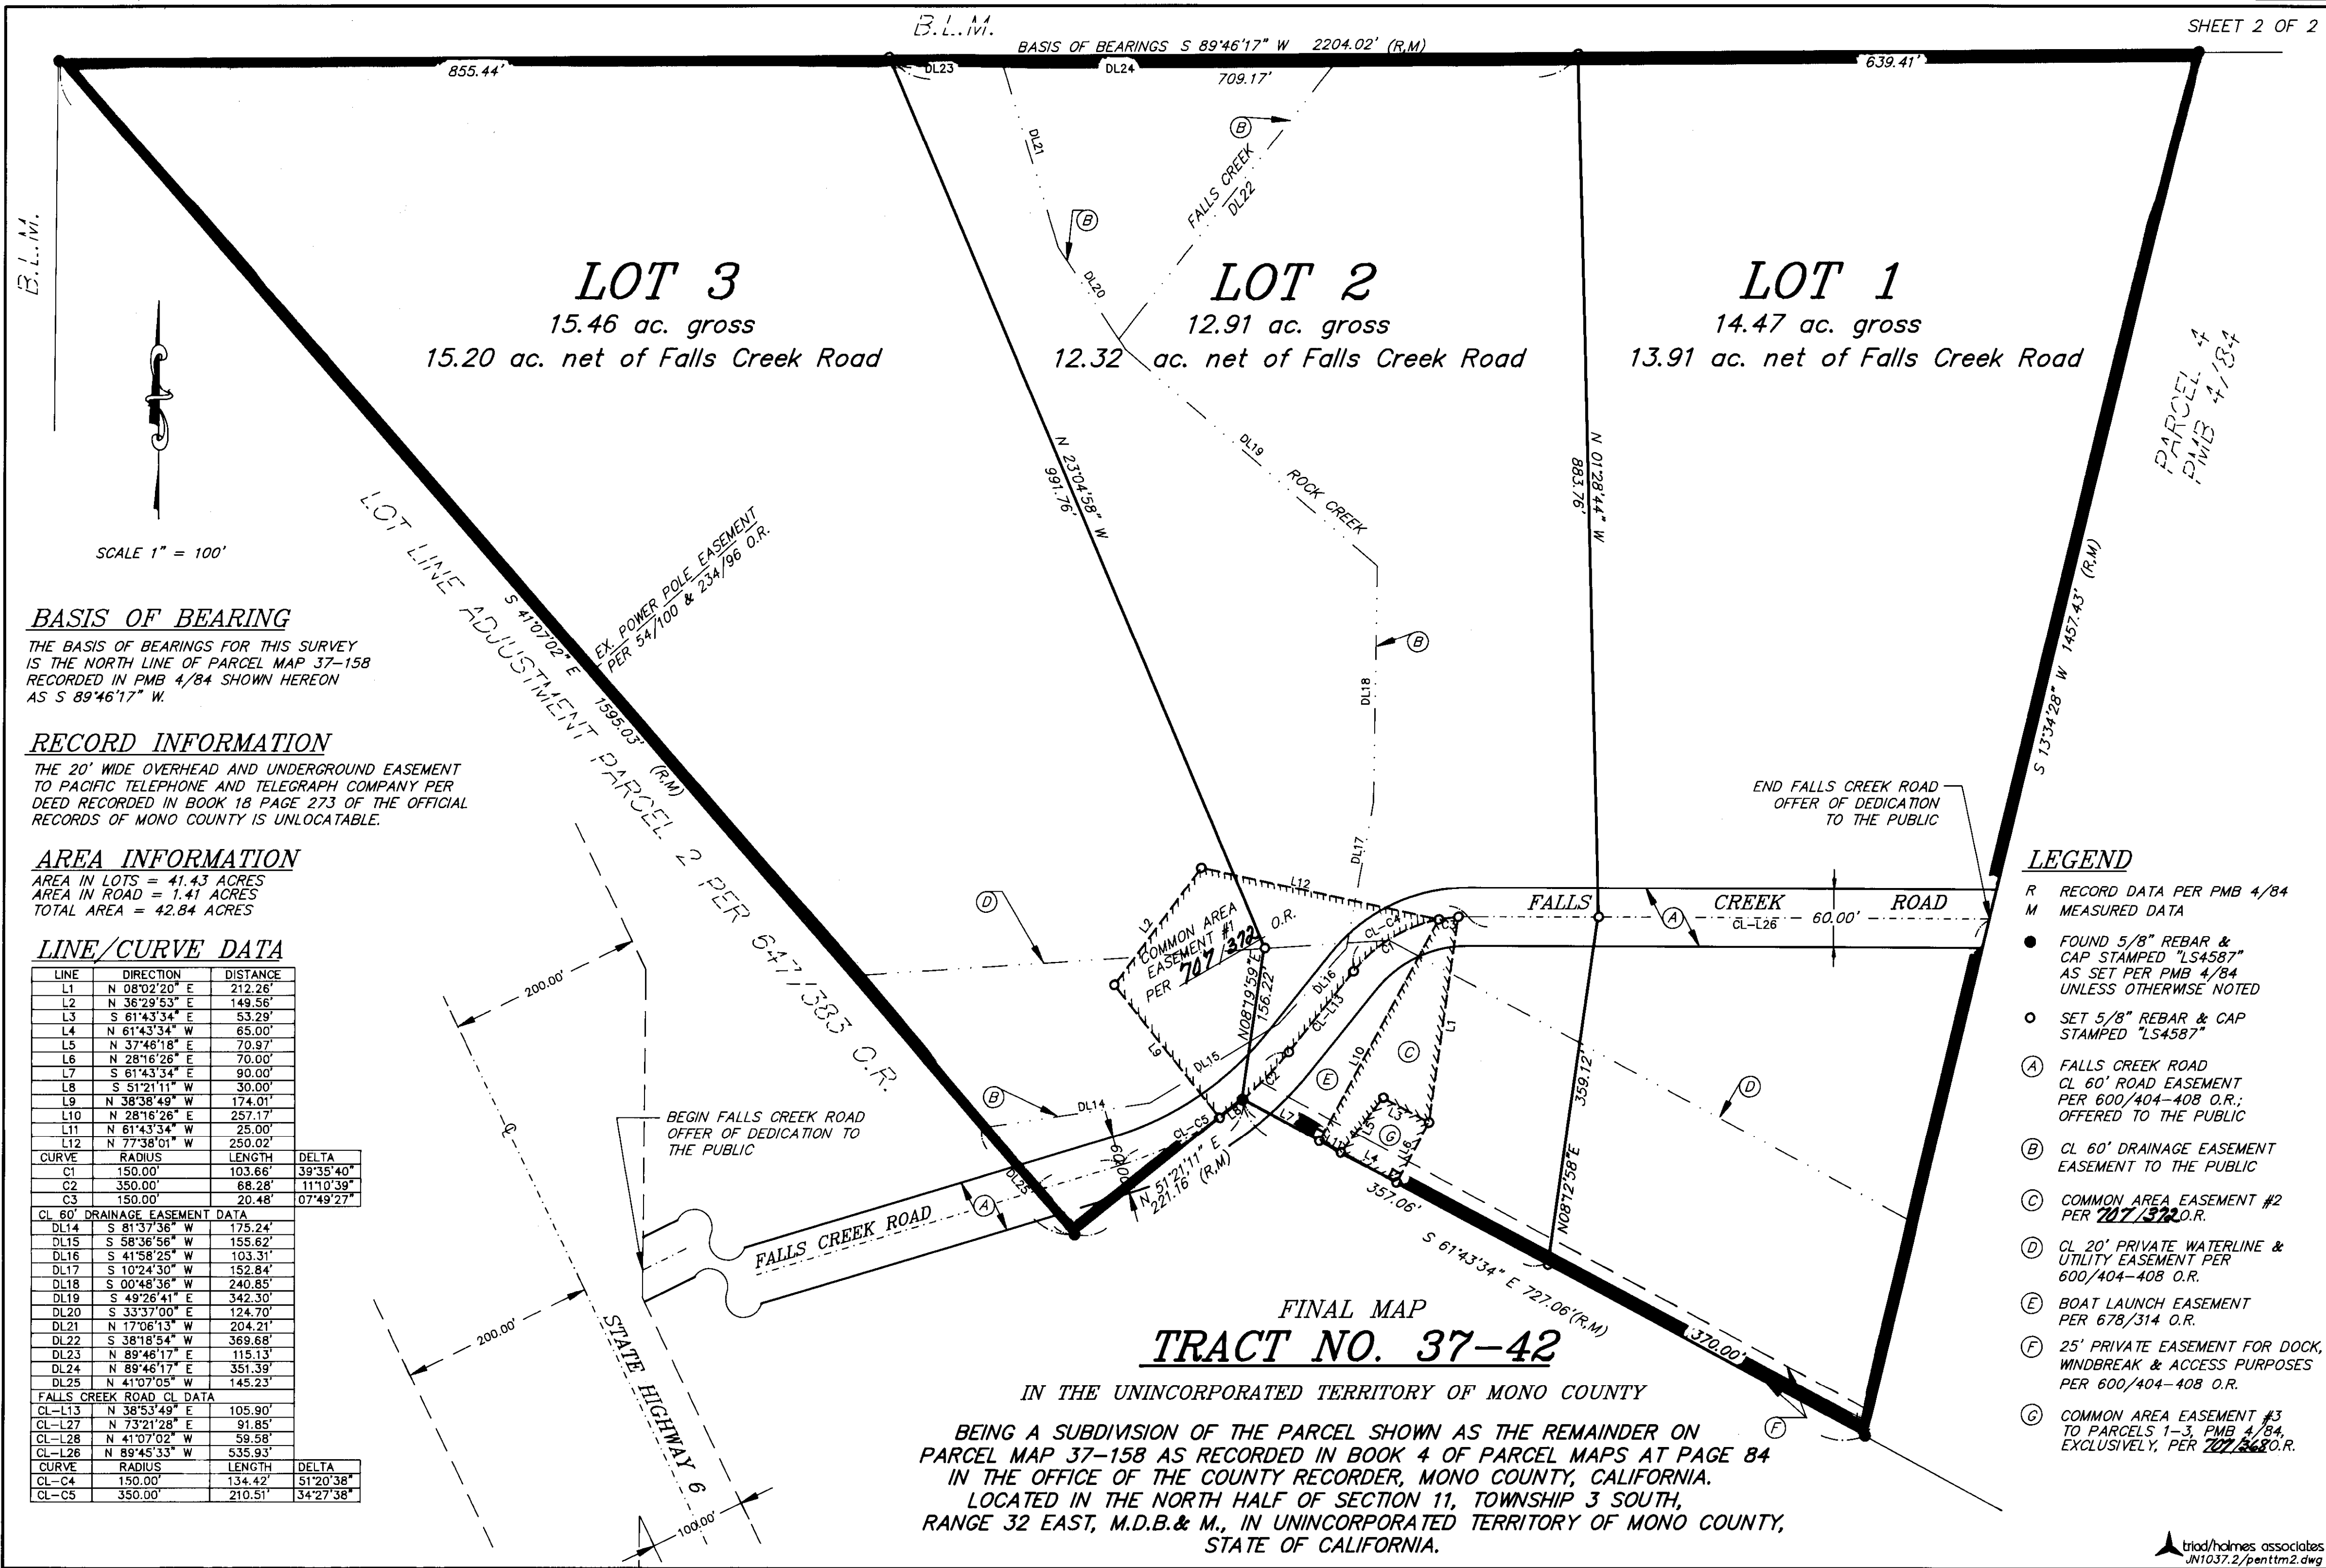 SHEET 2 OF 2
B.L.M.
BASIS OF BEARINGS S 89°46'17" W 2204.02' (R,M)
855.44'
DL23
DL24
709.17'
639.41'
B.L.M.
DL21
B
FALLS CREEK
DL22
B
DL20
LOT 3
15.46 ac. gross
15.20 ac. net of Falls Creek Road
LOT 2
12.91 ac. gross
12.32 ac. net of Falls Creek Road
LOT 1
14.47 ac. gross
13.91 ac. net of Falls Creek Road
PARCEL 4
PMB 4/84
SCALE 1" = 100'
N 23°04'58" W
991.76'
DL19
ROCK CREEK
N 01°28'44" W
883.76'
S 13°34'28" W 1457.43' (R,M)
LOT LINE ADJUSTMENT PARCEL 2 PER 647/383 O.R.
S 41°07'02" E 1595.03' (R,M)
EX. POWER POLE EASEMENT
PER 54/100 & 234/96 O.R.
B
DL18
DL17
BASIS OF BEARING
THE BASIS OF BEARINGS FOR THIS SURVEY
IS THE NORTH LINE OF PARCEL MAP 37-158
RECORDED IN PMB 4/84 SHOWN HEREON
AS S 89°46'17" W.
RECORD INFORMATION
THE 20' WIDE OVERHEAD AND UNDERGROUND EASEMENT
TO PACIFIC TELEPHONE AND TELEGRAPH COMPANY PER
DEED RECORDED IN BOOK 18 PAGE 273 OF THE OFFICIAL
RECORDS OF MONO COUNTY IS UNLOCATABLE.
AREA INFORMATION
AREA IN LOTS = 41.43 ACRES
AREA IN ROAD = 1.41 ACRES
TOTAL AREA = 42.84 ACRES
LINE/CURVE DATA
LINE DIRECTION DISTANCE
L1 N 08°02'20" E 212.26'
L2 N 36°29'53" E 149.56'
L3 S 61°43'34" E 53.29'
L4 N 61°43'34" W 65.00'
L5 N 37°46'18" E 70.97'
L6 N 28°16'26" E 70.00'
L7 S 61°43'34" E 90.00'
L8 S 51°21'11" W 30.00'
L9 N 38°38'49" W 174.01'
L10 N 28°16'26" E 257.17'
L11 N 61°43'34" W 25.00'
L12 N 77°38'01" W 250.02'
CURVE RADIUS LENGTH DELTA
C1 150.00' 103.66' 39°35'40"
C2 350.00' 68.28' 11°10'39"
C3 150.00' 20.48' 07°49'27"
CL 60' DRAINAGE EASEMENT DATA
DL14 S 81°37'36" W 175.24'
DL15 S 58°36'56" W 155.62'
DL16 S 41°58'25" W 103.31'
DL17 S 10°24'30" W 152.84'
DL18 S 00°48'36" W 240.85'
DL19 S 49°26'41" E 342.30'
DL20 S 33°37'00" E 124.70'
DL21 N 17°06'13" W 204.21'
DL22 S 38°18'54" W 369.68'
DL23 N 89°46'17" E 115.13'
DL24 N 89°46'17" E 351.39'
DL25 N 41°07'05" W 145.23'
FALLS CREEK ROAD CL DATA
CL-L13 N 38°53'49" E 105.90'
CL-L27 N 73°21'28" E 91.85'
CL-L28 N 41°07'02" W 59.58'
CL-L26 N 89°45'33" W 535.93'
CURVE RADIUS LENGTH DELTA
CL-C4 150.00' 134.42' 51°20'38"
CL-C5 350.00' 210.51' 34°27'38"
END FALLS CREEK ROAD
OFFER OF DEDICATION
TO THE PUBLIC
D
L2
L12
COMMON AREA
EASEMENT #1
PER 707/372 O.R.
CL-C4
C1
C3
FALLS CREEK ROAD
A
CL-L26
60.00'
DL16
CL-L13
N08°19'59"E
156.22'
L9
L10
L1
C
DL15
C2
E
359.12'
N08°12'58"E
D
B
DL14
CL-C5
L8
L7
L11
L5
L3
G
L6
L4
60.00'
DL25
N 51°21'11" E
221.16' (R,M)
357.06'
S 61°43'34" E 727.06'(R,M)
370.00'
F
BEGIN FALLS CREEK ROAD
OFFER OF DEDICATION TO
THE PUBLIC
A
FALLS CREEK ROAD
200.00'
200.00'
STATE HIGHWAY 6
100.00'
LEGEND
R RECORD DATA PER PMB 4/84
M MEASURED DATA
FOUND 5/8" REBAR &
CAP STAMPED "LS4587"
AS SET PER PMB 4/84
UNLESS OTHERWISE NOTED
SET 5/8" REBAR & CAP
STAMPED "LS4587"
A FALLS CREEK ROAD
CL 60' ROAD EASEMENT
PER 600/404-408 O.R.;
OFFERED TO THE PUBLIC
B CL 60' DRAINAGE EASEMENT
EASEMENT TO THE PUBLIC
C COMMON AREA EASEMENT #2
PER 707/372 O.R.
D CL 20' PRIVATE WATERLINE &
UTILITY EASEMENT PER
600/404-408 O.R.
E BOAT LAUNCH EASEMENT
PER 678/314 O.R.
F 25' PRIVATE EASEMENT FOR DOCK,
WINDBREAK & ACCESS PURPOSES
PER 600/404-408 O.R.
G COMMON AREA EASEMENT #3
TO PARCELS 1-3, PMB 4/84,
EXCLUSIVELY, PER 707/368 O.R.
FINAL MAP
TRACT NO. 37-42
IN THE UNINCORPORATED TERRITORY OF MONO COUNTY
BEING A SUBDIVISION OF THE PARCEL SHOWN AS THE REMAINDER ON
PARCEL MAP 37-158 AS RECORDED IN BOOK 4 OF PARCEL MAPS AT PAGE 84
IN THE OFFICE OF THE COUNTY RECORDER, MONO COUNTY, CALIFORNIA.
LOCATED IN THE NORTH HALF OF SECTION 11, TOWNSHIP 3 SOUTH,
RANGE 32 EAST, M.D.B.& M., IN UNINCORPORATED TERRITORY OF MONO COUNTY,
STATE OF CALIFORNIA.
triad/holmes associates
JN1037.2/penttm2.dwg